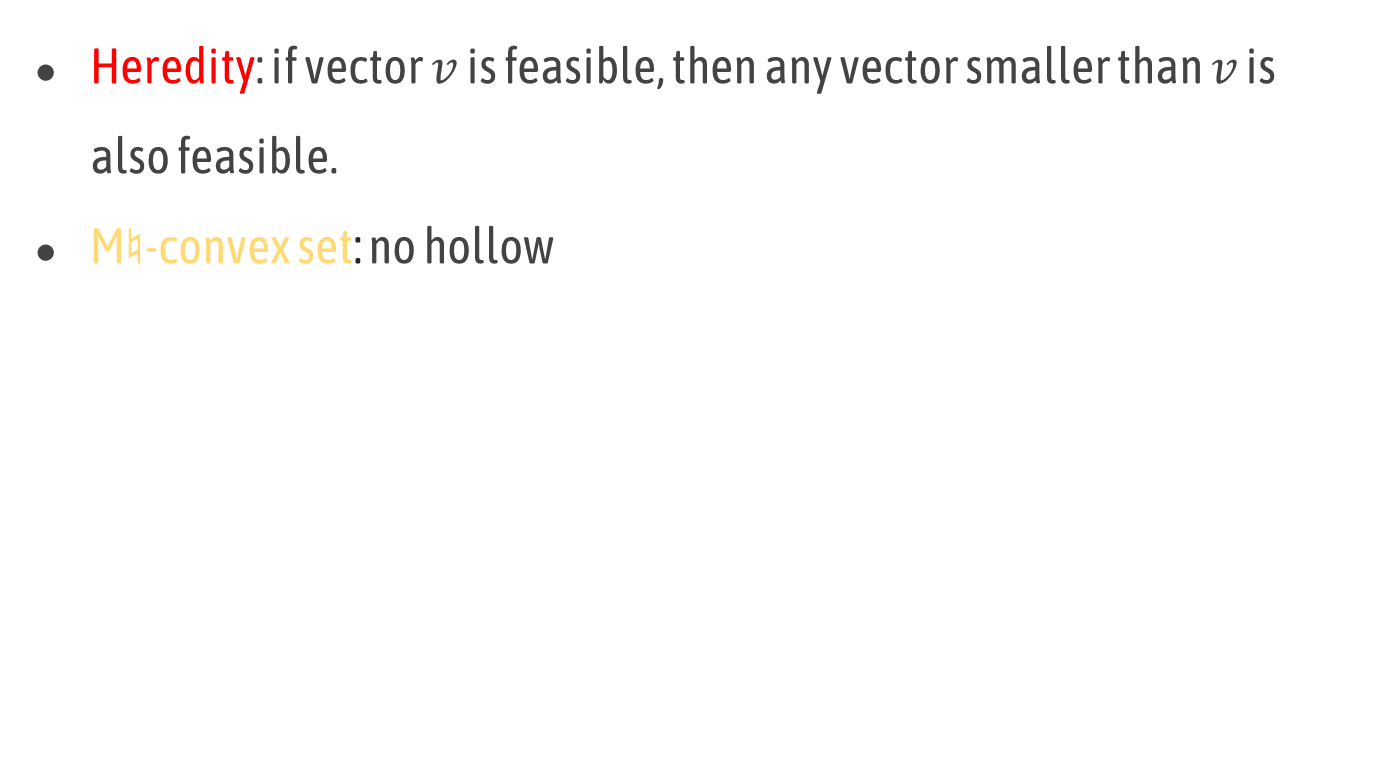 ● Heredity: if vector 𝑣 is feasible, then any vector smaller than 𝑣 is
also feasible.
● M♮-convex set: no hollow